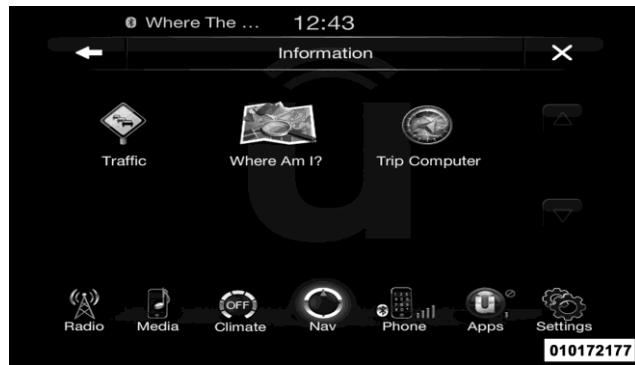 Where The ... 12:43
Information
Traffic Where Am I? Trip Computer
OFF
Radio Media Climate Nav Phone Apps Settings
010172177